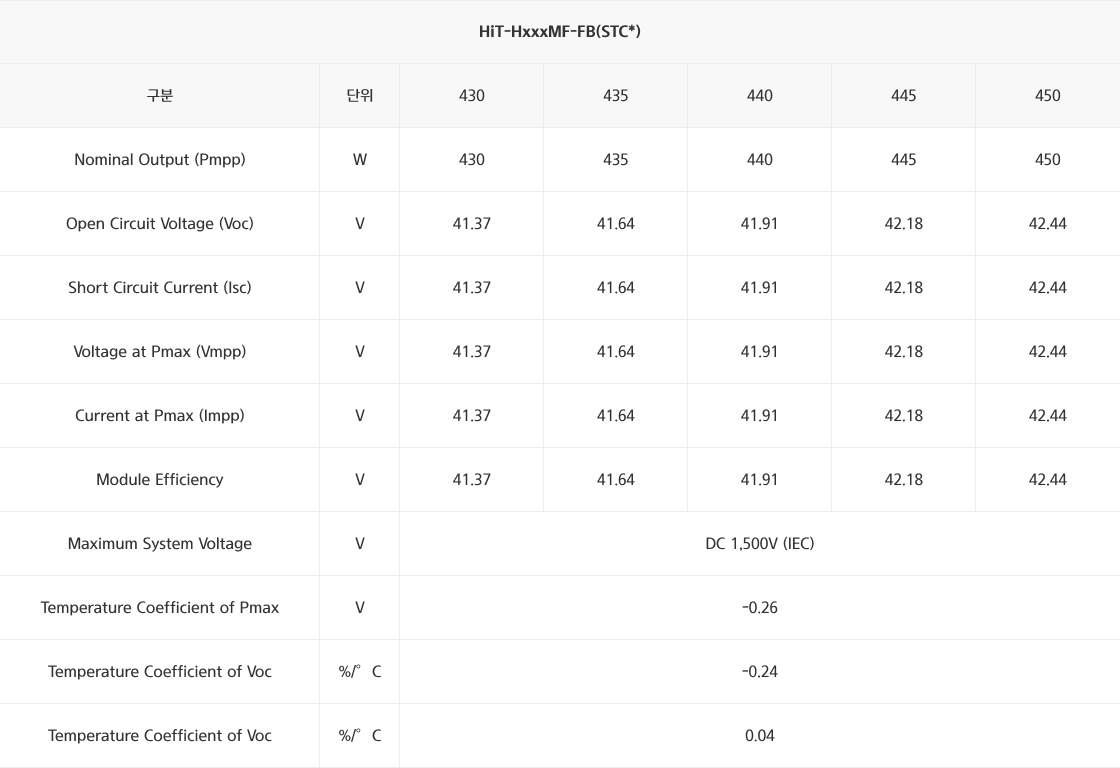 HiT-HxxxMF-FB(STC*)
구분 단위 430 435 440 445 450
Nominal Output (Pmpp) W 430 435 440 445 450
Open Circuit Voltage (Voc) V 41.37 41.64 41.91 42.18 42.44
Short Circuit Current (Isc) V 41.37 41.64 41.91 42.18 42.44
Voltage at Pmax (Vmpp) V 41.37 41.64 41.91 42.18 42.44
Current at Pmax (Impp) V 41.37 41.64 41.91 42.18 42.44
Module Efficiency V 41.37 41.64 41.91 42.18 42.44
Maximum System Voltage V DC 1,500V (IEC)
Temperature Coefficient of Pmax V -0.26
Temperature Coefficient of Voc %/° C -0.24
Temperature Coefficient of Voc %/° C 0.04